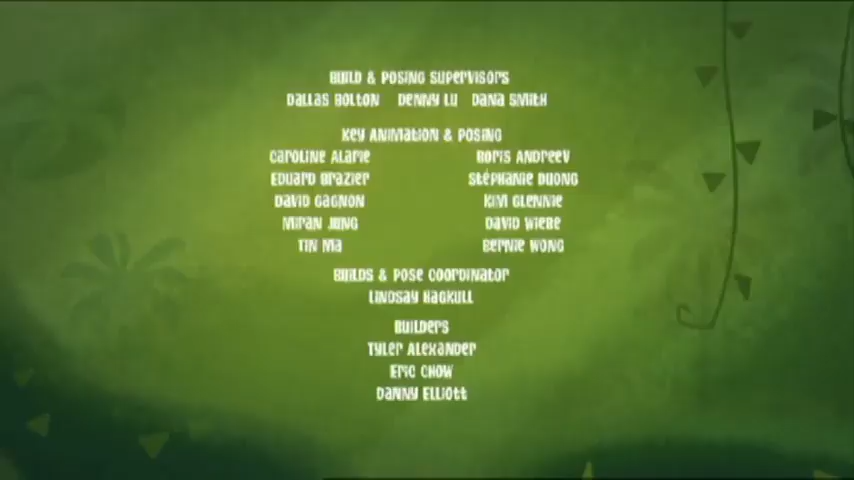 Build & Posing Supervisors
Dallas Bolton Denny Lu Dana Smith
Key Animation & Posing
Caroline Alarie Boris Andreev
Eduard Brazier Stéphanie Duong
David Gagnon Kim Glennie
Miran Jung David Wiebe
Tin Ma Bernie Wong
Builds & Pose Coordinator
Lindsay Hagkull
Builders
Tyler Alexander
Eric Chow
Danny Elliott